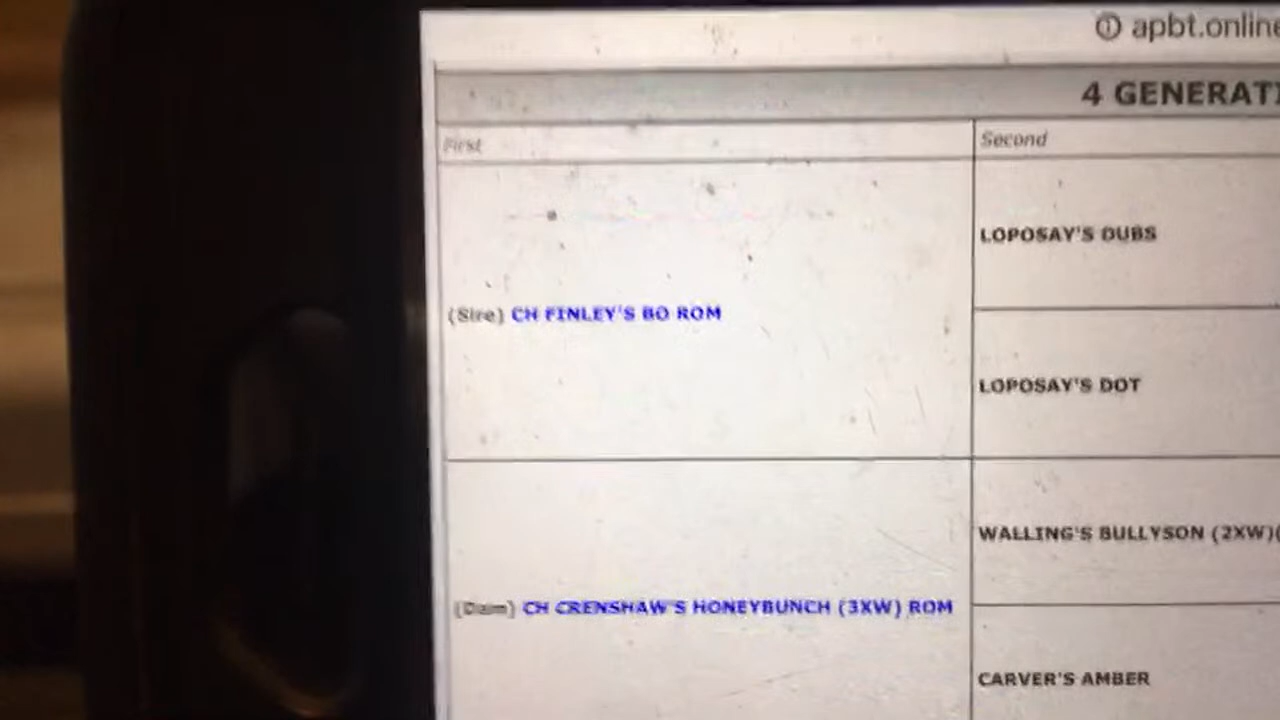 apbt.online
4 GENERATI
First
Second
LOPOSAY'S DUBS
(Sire) CH FINLEY'S BO ROM
LOPOSAY'S DOT
WALLING'S BULLYSON (2XW)(
(Dam) CH CRENSHAW'S HONEYBUNCH (3XW) ROM
CARVER'S AMBER